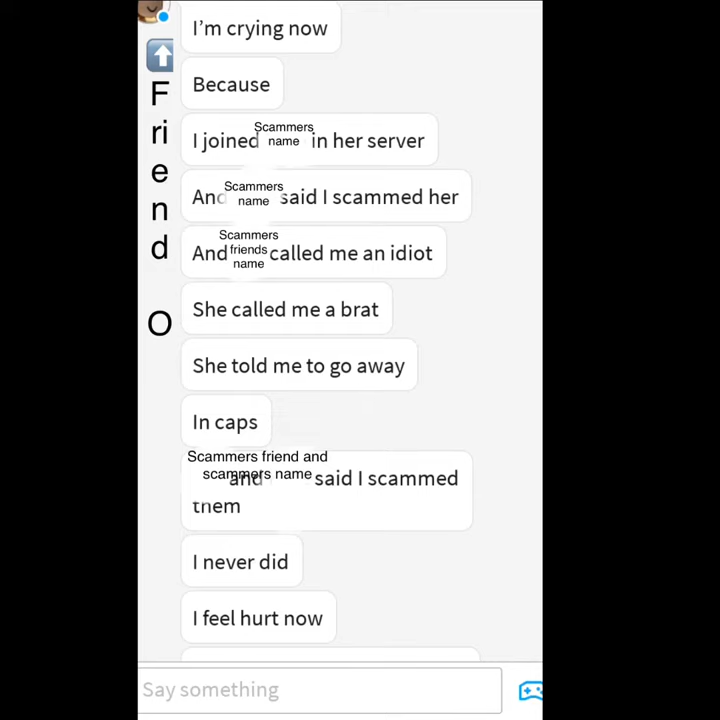 I'm crying now
Because
I joined Scammers name in her server
And Scammers name said I scammed her
And Scammers friends name called me an idiot
She called me a brat
She told me to go away
In caps
Scammers friend and
scammers name
and said I scammed
them
I never did
I feel hurt now
Say something
Friend O